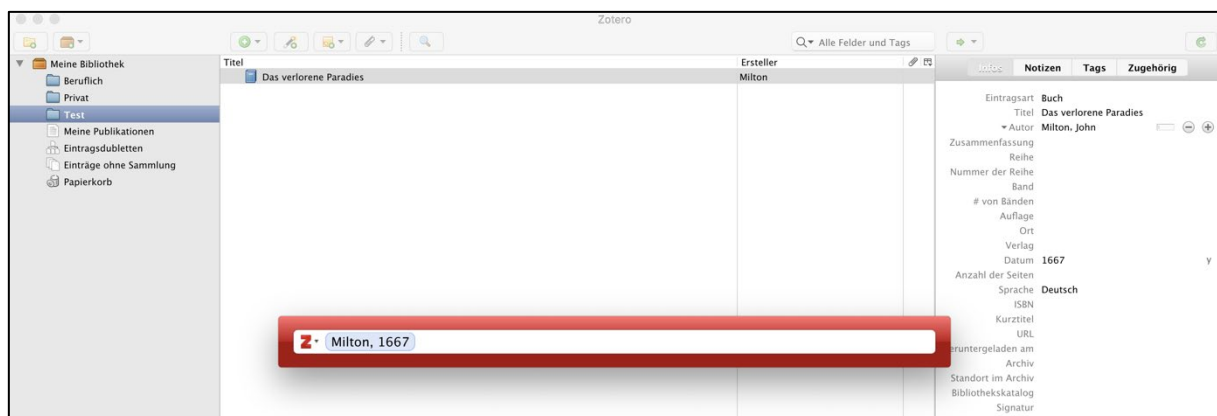 Zotero
Alle Felder und Tags
Meine Bibliothek
Beruflich
Privat
Test
Meine Publikationen
Eintragsdubletten
Einträge ohne Sammlung
Papierkorb
Titel Ersteller
Das verlorene Paradies Milton
Infos Notizen Tags Zugehörig
Eintragsart Buch
Titel Das verlorene Paradies
Autor Milton, John
Zusammenfassung
Reihe
Nummer der Reihe
Band
# von Bänden
Auflage
Ort
Verlag
Datum 1667 y
Anzahl der Seiten
Sprache Deutsch
ISBN
Kurztitel
URL
eruntergeladen am
Archiv
Standort im Archiv
Bibliothekskatalog
Signatur
Z Milton, 1667